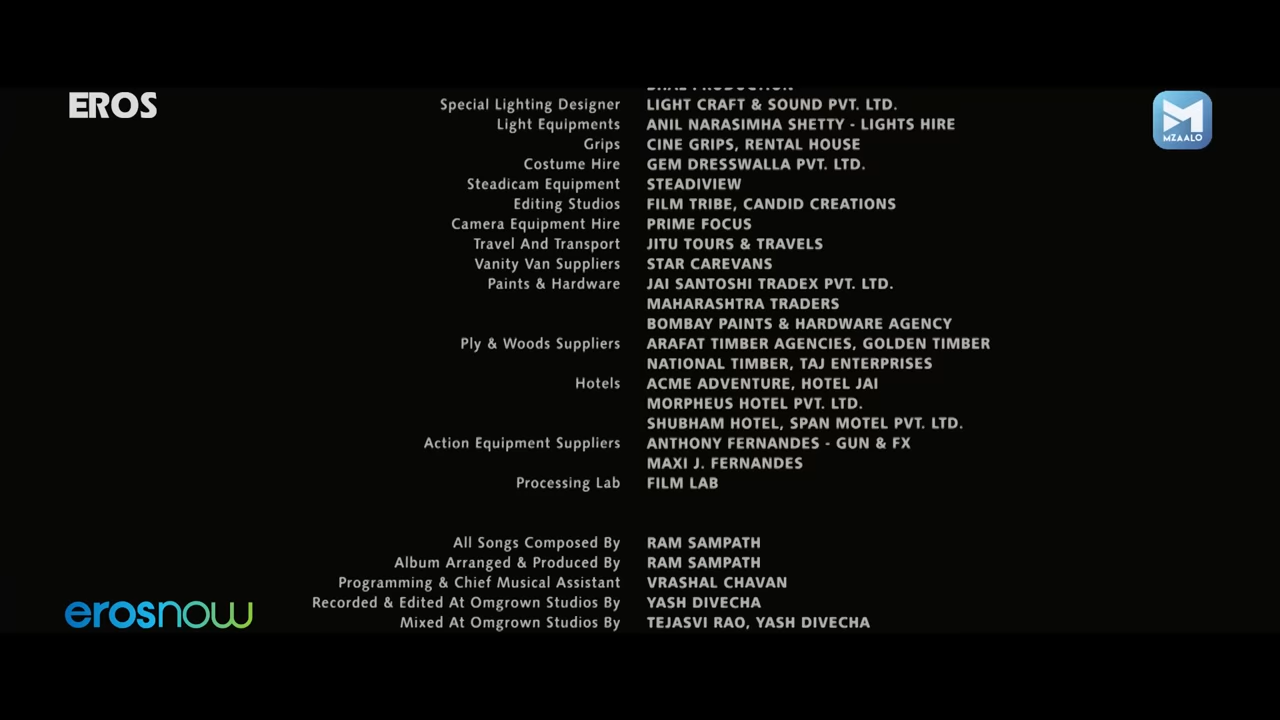 EROS
MZAALO
Special Lighting Designer LIGHT CRAFT & SOUND PVT. LTD.
Light Equipments ANIL NARASIMHA SHETTY - LIGHTS HIRE
Grips CINE GRIPS, RENTAL HOUSE
Costume Hire GEM DRESSWALLA PVT. LTD.
Steadicam Equipment STEADIVIEW
Editing Studios FILM TRIBE, CANDID CREATIONS
Camera Equipment Hire PRIME FOCUS
Travel And Transport JITU TOURS & TRAVELS
Vanity Van Suppliers STAR CAREVANS
Paints & Hardware JAI SANTOSHI TRADEX PVT. LTD.
MAHARASHTRA TRADERS
BOMBAY PAINTS & HARDWARE AGENCY
Ply & Woods Suppliers ARAFAT TIMBER AGENCIES, GOLDEN TIMBER
NATIONAL TIMBER, TAJ ENTERPRISES
Hotels ACME ADVENTURE, HOTEL JAI
MORPHEUS HOTEL PVT. LTD.
SHUBHAM HOTEL, SPAN MOTEL PVT. LTD.
Action Equipment Suppliers ANTHONY FERNANDES - GUN & FX
MAXI J. FERNANDES
Processing Lab FILM LAB
All Songs Composed By RAM SAMPATH
Album Arranged & Produced By RAM SAMPATH
Programming & Chief Musical Assistant VRASHAL CHAVAN
Recorded & Edited At Omgrown Studios By YASH DIVECHA
Mixed At Omgrown Studios By TEJASVI RAO, YASH DIVECHA
erosnow